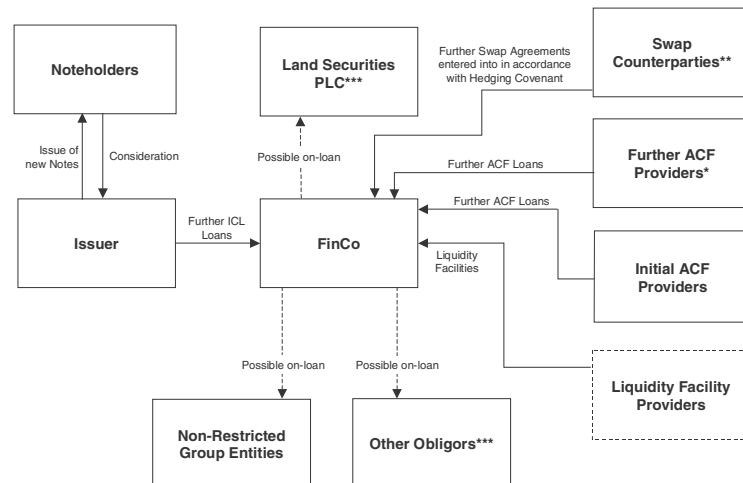 Noteholders
Land Securities
PLC***
Further Swap Agreements
entered into in accordance
with Hedging Covenant
Swap
Counterparties**
Issue of
new Notes
Consideration
Possible on-loan
Further ACF Loans
Further ACF
Providers*
Issuer
Further ICL
Loans
FinCo
Further ACF Loans
Liquidity
Facilities
Initial ACF
Providers
Possible on-loan
Possible on-loan
Liquidity Facility
Providers
Non-Restricted
Group Entities
Other Obligors***